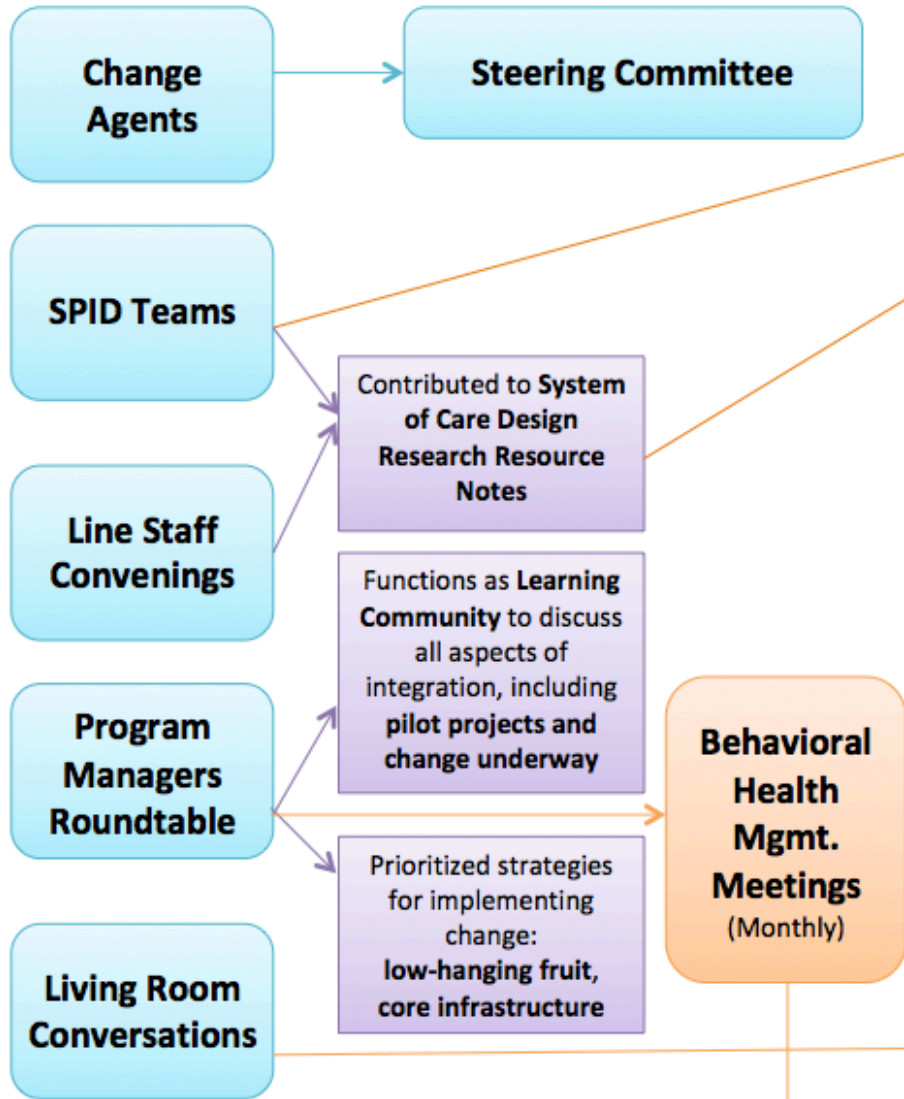 Change
Agents
Steering Committee
SPID Teams
Contributed to System
of Care Design
Research Resource
Notes
Line Staff
Convenings
Functions as Learning
Community to discuss
all aspects of
integration, including
pilot projects and
change underway
Program
Managers
Roundtable
Behavioral
Health
Mgmt.
Meetings
(Monthly)
Prioritized strategies
for implementing
change:
low-hanging fruit,
core infrastructure
Living Room
Conversations